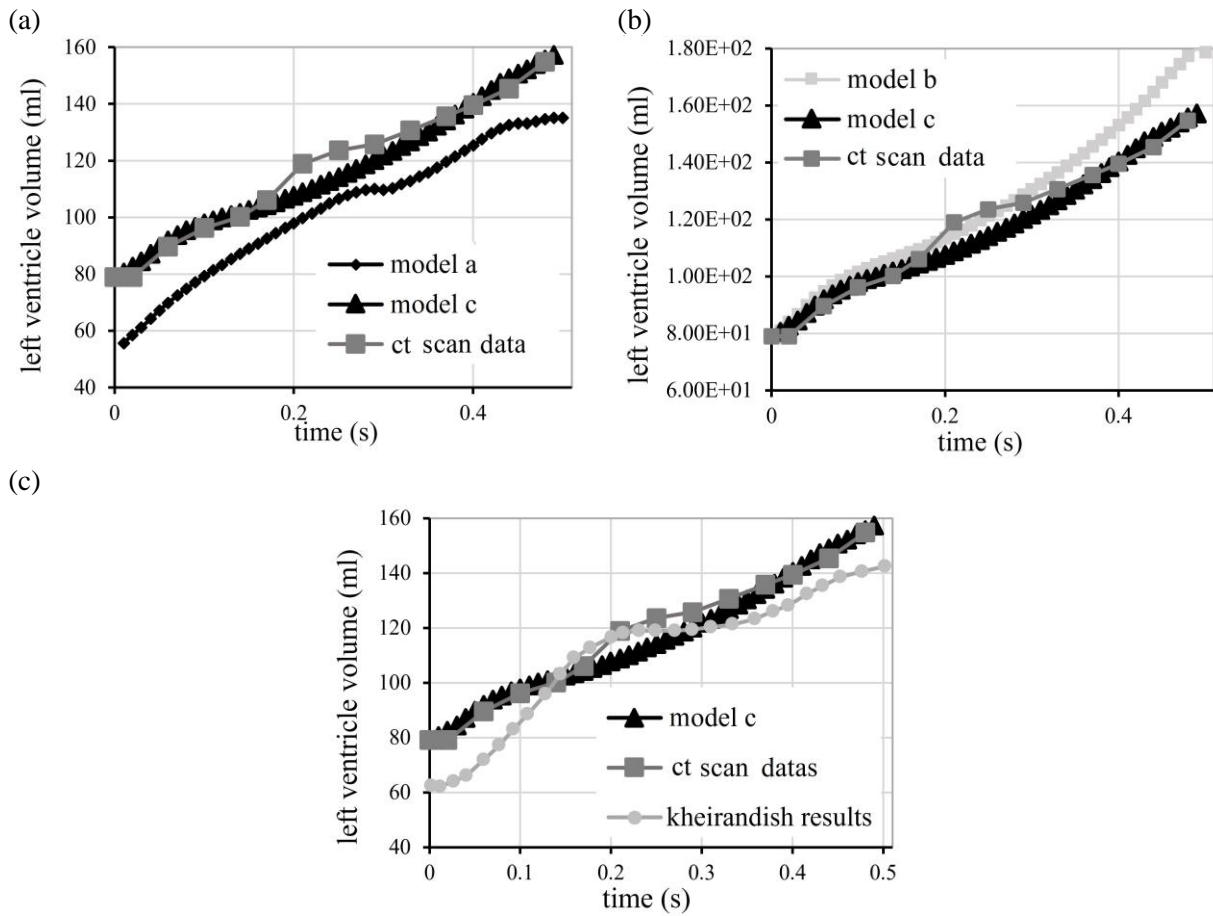 (a)
left ventricle volume (ml)
160
140
120
100
80
60
40
0
0.2
0.4
time (s)
model a
model c
ct scan data
(b)
left ventricle volume (ml)
1.80E+02
1.60E+02
1.40E+02
1.20E+02
1.00E+02
8.00E+01
6.00E+01
0
0.2
0.4
time (s)
model b
model c
ct scan data
(c)
left ventricle volume (ml)
160
140
120
100
80
60
40
0
0.1
0.2
0.3
0.4
0.5
time (s)
model c
ct scan datas
kheirandish results